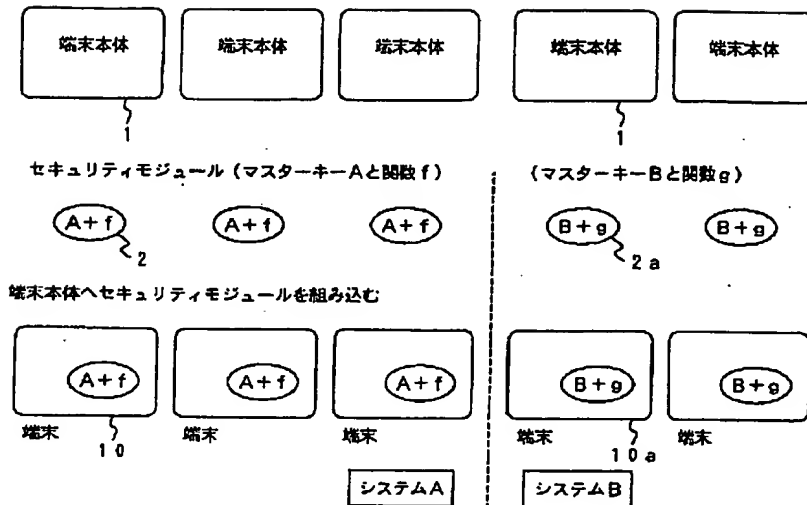 端末本体 端末本体 端末本体 端末本体 端末本体
1 1
セキュリティモジュール(マスターキーAと関数f) (マスターキーBと関数g)
A+f A+f A+f B+g B+g
2 2a
端末本体へセキュリティモジュールを組み込む
A+f A+f A+f B+g B+g
端末 端末 端末 端末 端末
10 10a
システムA システムB